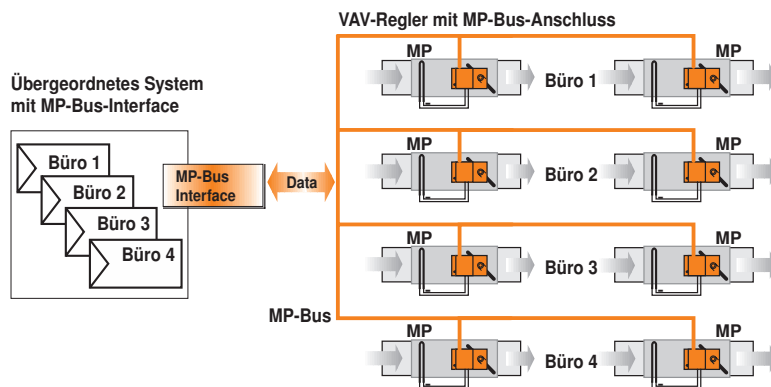 VAV-Regler mit MP-Bus-Anschluss
MP
MP
Büro 1
Übergeordnetes System
mit MP-Bus-Interface
Büro 1
Büro 2
Büro 3
Büro 4
MP-Bus
Interface
Data
MP
MP
Büro 2
MP
MP
Büro 3
MP-Bus
MP
MP
Büro 4